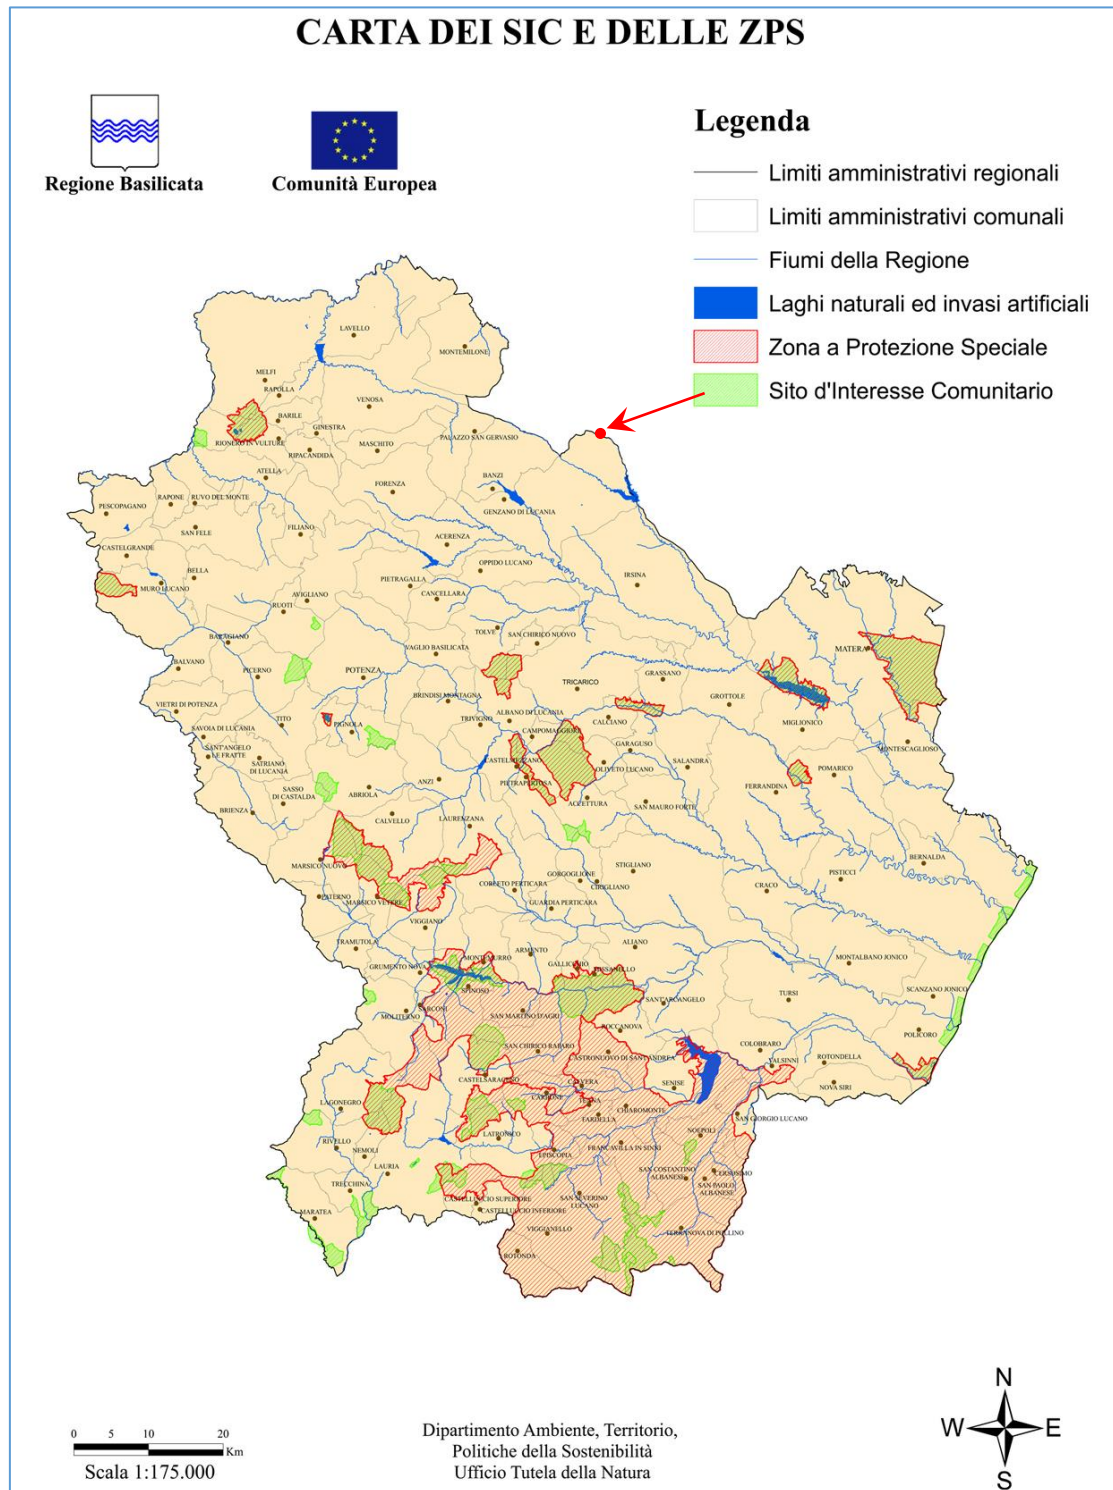 CARTA DEI SIC E DELLE ZPS
Regione Basilicata
Comunità Europea
Legenda
Limiti amministrativi regionali
Limiti amministrativi comunali
Fiumi della Regione
Laghi naturali ed invasi artificiali
Zona a Protezione Speciale
Sito d'Interesse Comunitario
LAVELLO
MONTEMILONE
MELFI
RAPOLLA
VENOSA
BARILE
GINESTRA
PALAZZO SAN GERVASIO
RIONERO IN VULTURE
MASCHITO
RIPACANDIDA
ATELLA
BANZI
FORENZA
GENZANO DI LUCANIA
RAPONE
RUVO DEL MONTE
PESCOPAGANO
SAN FELE
FILIANO
ACERENZA
CASTELGRANDE
OPPIDO LUCANO
BELLA
PIETRAGALLA
IRSINA
MURO LUCANO
CANCELLARA
AVIGLIANO
RUOTI
TOLVE
SAN CHIRICO NUOVO
BARAGIANO
VAGLIO BASILICATA
MATERA
BALVANO
PICERNO
POTENZA
GRASSANO
TRICARICO
BRINDISI MONTAGNA
GROTTOLE
VIETRI DI POTENZA
TITO
PIGNOLA
TRIVIGNO
ALBANO DI LUCANIA
CALCIANO
MIGLIONICO
SAVOIA DI LUCANIA
CAMPOMAGGIORE
MONTESCAGLIOSO
SANT'ANGELO
LE FRATTE
GARAGUSO
SATRIANO
DI LUCANIA
CASTELMEZZANO
OLIVETO LUCANO
SALANDRA
POMARICO
ANZI
PIETRAPERTOSA
SASSO
DI CASTALDA
ABRIOLA
FERRANDINA
ACCETTURA
SAN MAURO FORTE
BRIENZA
CALVELLO
LAURENZANA
MARSICO NUOVO
STIGLIANO
BERNALDA
GORGOGLIONE
CIRIGLIANO
PISTICCI
CORLETO PERTICARA
CRACO
PATERNO
MARSICO VETERE
GUARDIA PERTICARA
VIGGIANO
TRAMUTOLA
ARMENTO
ALIANO
MONTEMURRO
GALLICCHIO
MISSANELLO
MONTALBANO JONICO
GRUMENTO NOVA
SPINOSO
SANT'ARCANGELO
TURSI
SCANZANO JONICO
SARCONI
MOLITERNO
SAN MARTINO D'AGRI
ROCCANOVA
POLICORO
SAN CHIRICO RAPARO
CASTRONUOVO DI SANT'ANDREA
COLOBRARO
VALSINNI
ROTONDELLA
CASTELSARACENO
CALVERA
SENISE
NOVA SIRI
CARBONE
TEANA
CHIAROMONTE
LAGONEGRO
FARDELLA
SAN GIORGIO LUCANO
LATRONICO
NOEPOLI
RIVELLO
EPISCOPIA
FRANCAVILLA IN SINNI
NEMOLI
LAURIA
SAN COSTANTINO
ALBANESE
CERSOSIMO
SAN PAOLO
ALBANESE
TRECCHINA
CASTELLUCCIO SUPERIORE
CASTELLUCCIO INFERIORE
SAN SEVERINO
LUCANO
MARATEA
VIGGIANELLO
TERRANOVA DI POLLINO
ROTONDA
0 5 10 20
Km
Scala 1:175.000
Dipartimento Ambiente, Territorio,
Politiche della Sostenibilità
Ufficio Tutela della Natura
N
W E
S